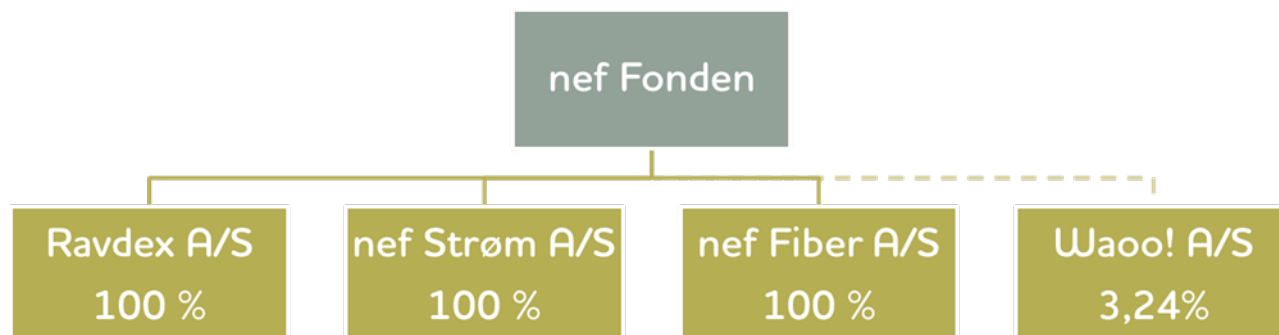 nef Fonden
Ravdex A/S
100 %
nef Strøm A/S
100 %
nef Fiber A/S
100 %
Waoo! A/S
3,24%